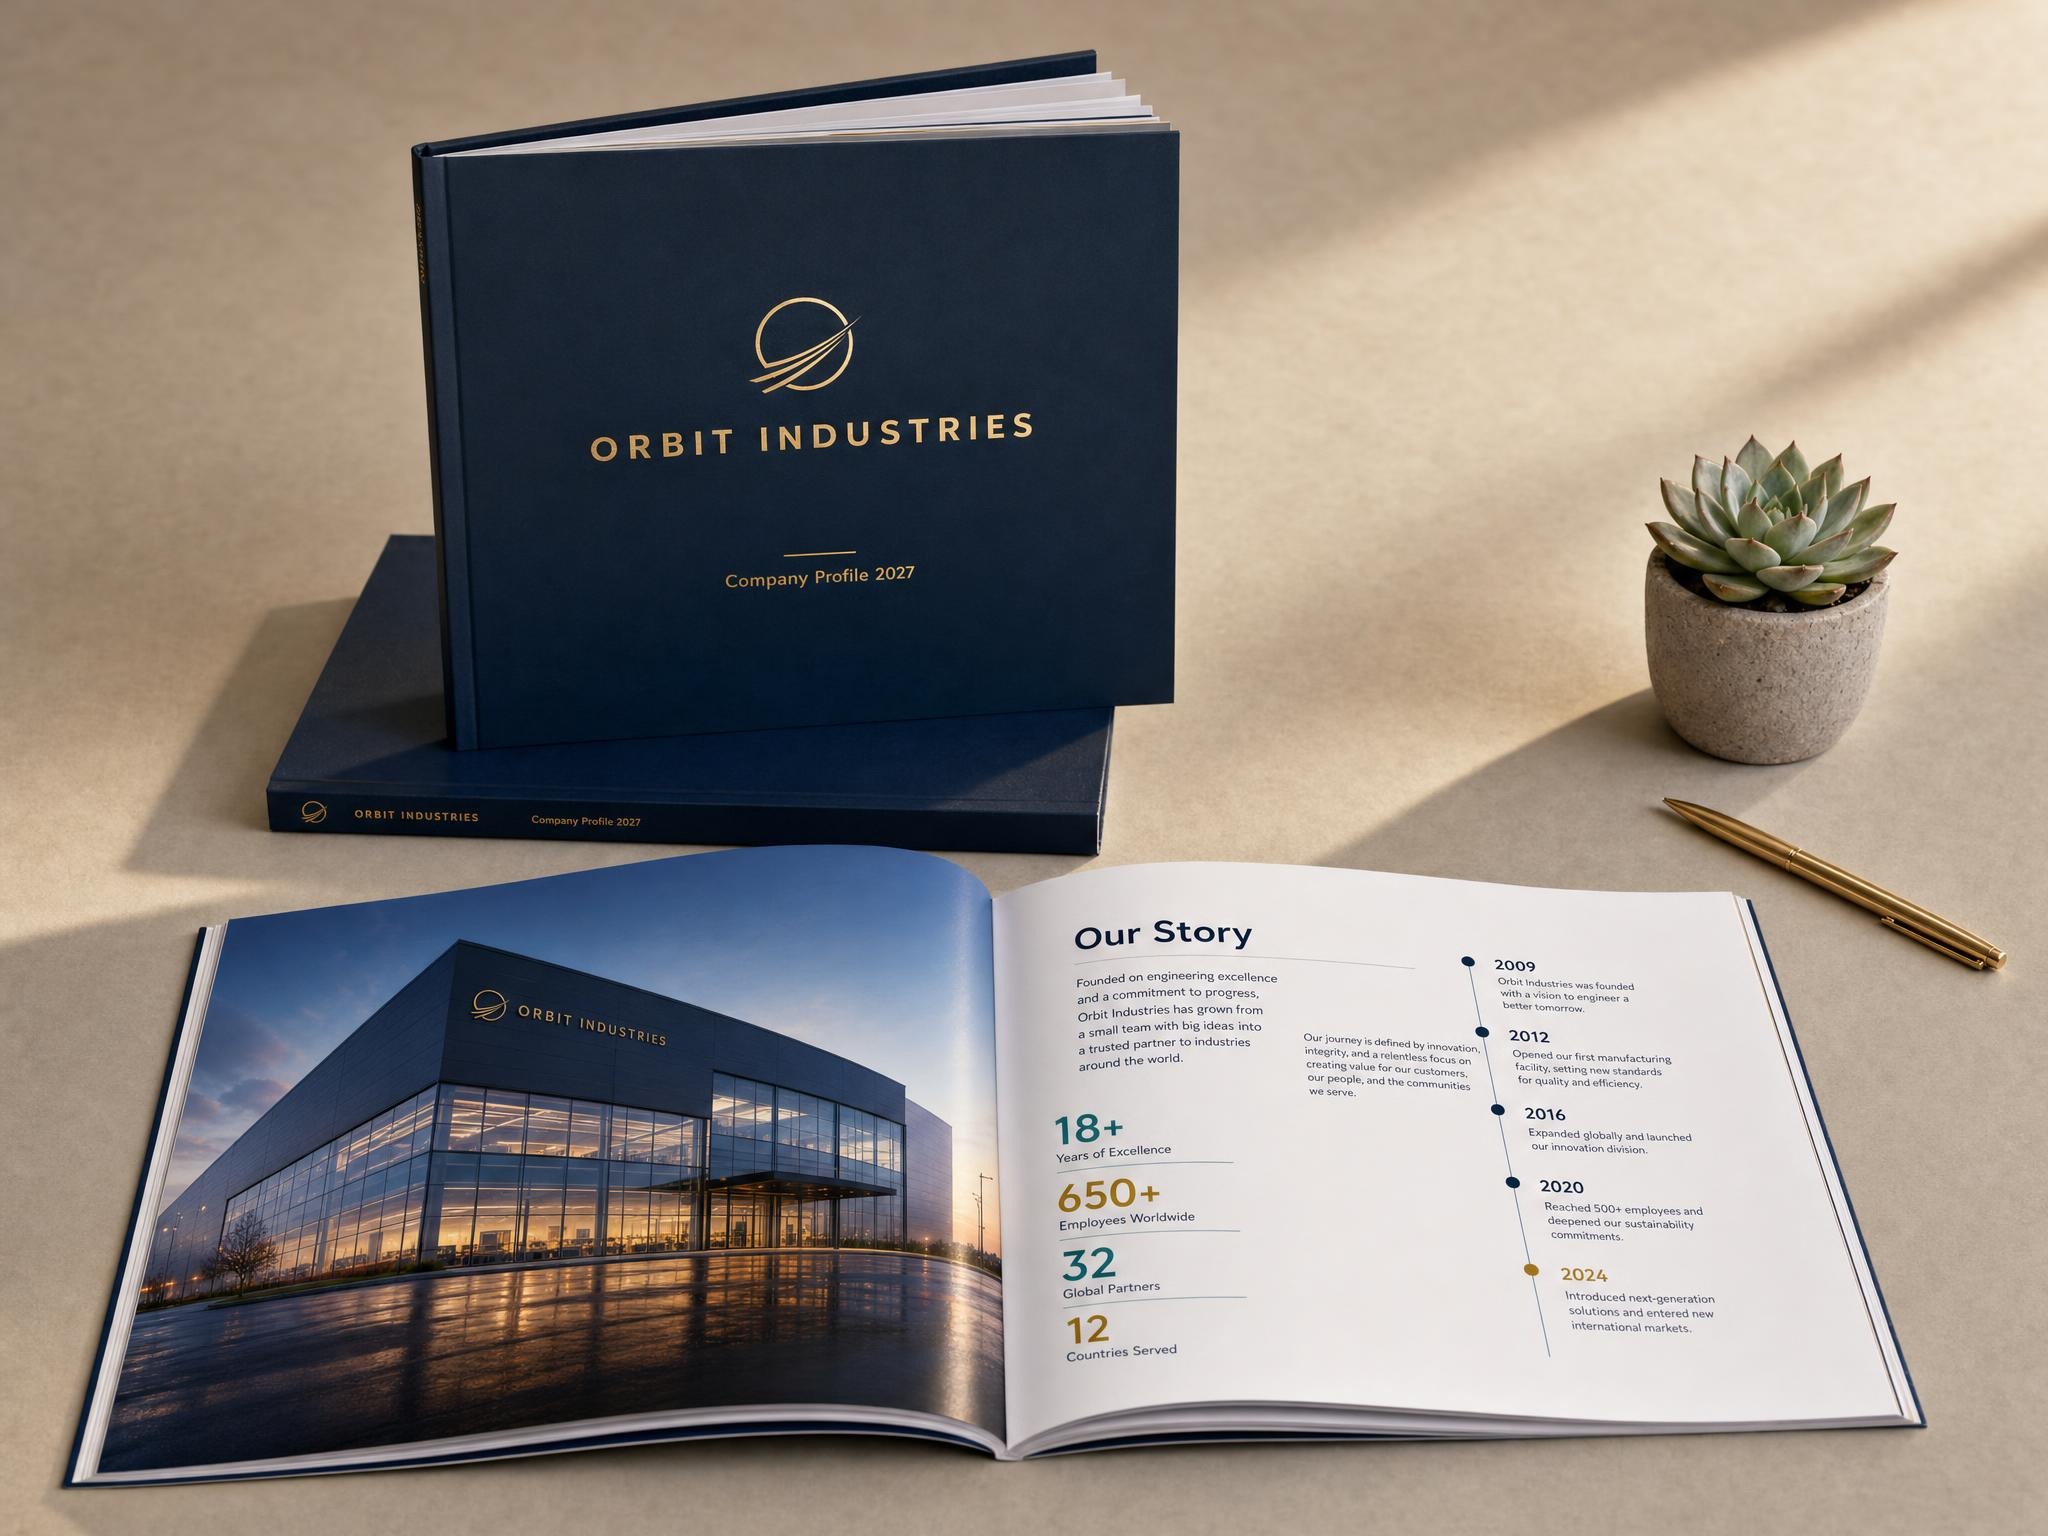 ORBIT INDUSTRIES
Company Profile 2027
ORBIT INDUSTRIES Company Profile 2027
ORBIT INDUSTRIES
Our Story
Founded on engineering excellence
and a commitment to progress,
Orbit Industries has grown from
a small team with big ideas into
a trusted partner to industries
around the world.
Our journey is defined by innovation,
integrity, and a relentless focus on
creating value for our customers,
our people, and the communities
we serve.
18+
Years of Excellence
650+
Employees Worldwide
32
Global Partners
12
Countries Served
2009
Orbit Industries was founded
with a vision to engineer a
better tomorrow.
2012
Opened our first manufacturing
facility, setting new standards
for quality and efficiency.
2016
Expanded globally and launched
our innovation division.
2020
Reached 500+ employees and
deepened our sustainability
commitments.
2024
Introduced next-generation
solutions and entered new
international markets.